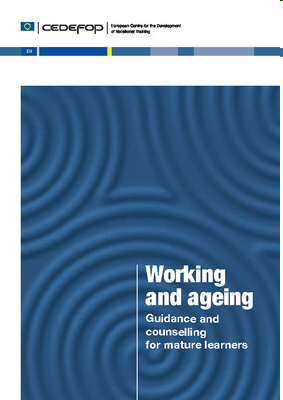 CEDEFOP
European Centre for the Development
of Vocational Training
EN
Working
and ageing
Guidance and
counselling
for mature learners